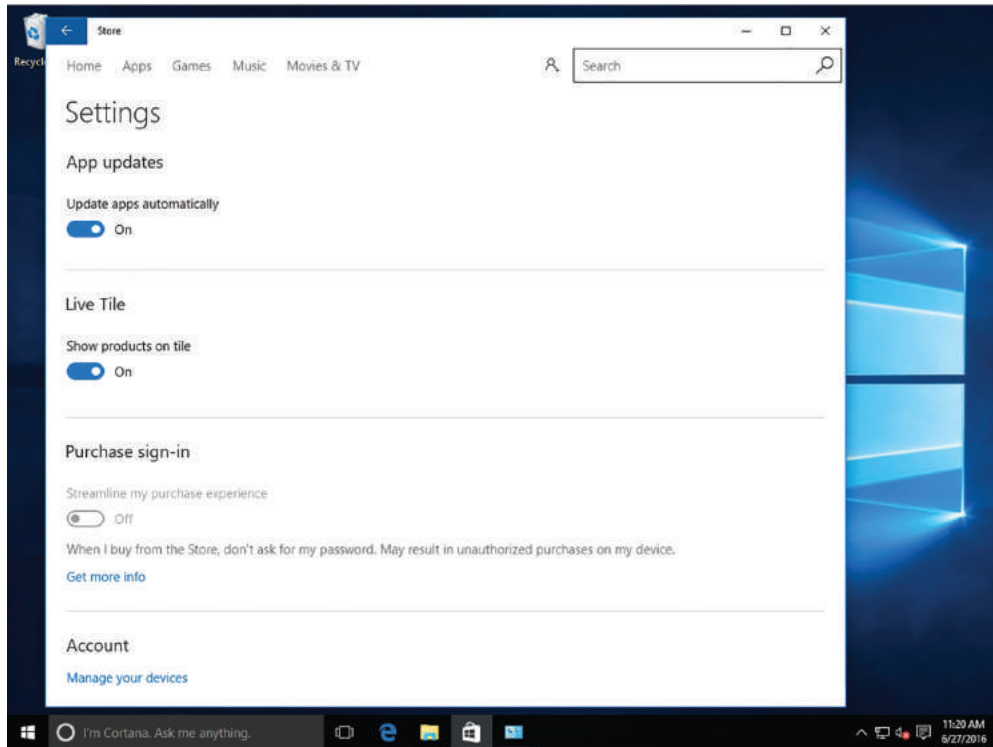 Store
Recycl
Home Apps Games Music Movies & TV Search
Settings
App updates
Update apps automatically
On
Live Tile
Show products on tile
On
Purchase sign-in
Streamline my purchase experience
Off
When I buy from the Store, don't ask for my password. May result in unauthorized purchases on my device.
Get more info
Account
Manage your devices
I'm Cortana. Ask me anything.
11:20 AM
6/27/2016